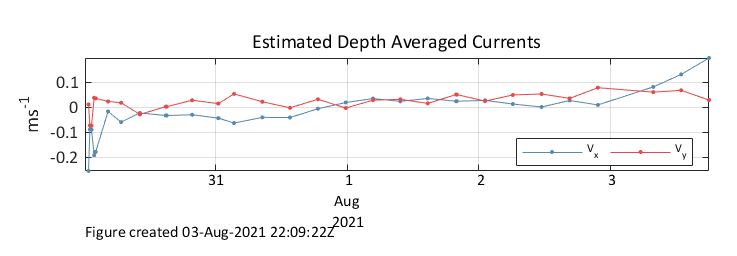 Estimated Depth Averaged Currents
ms-1
0.1
0
-0.1
-0.2
Vx Vy
31 1 2 3
Aug
2021
Figure created 03-Aug-2021 22:09:22Z